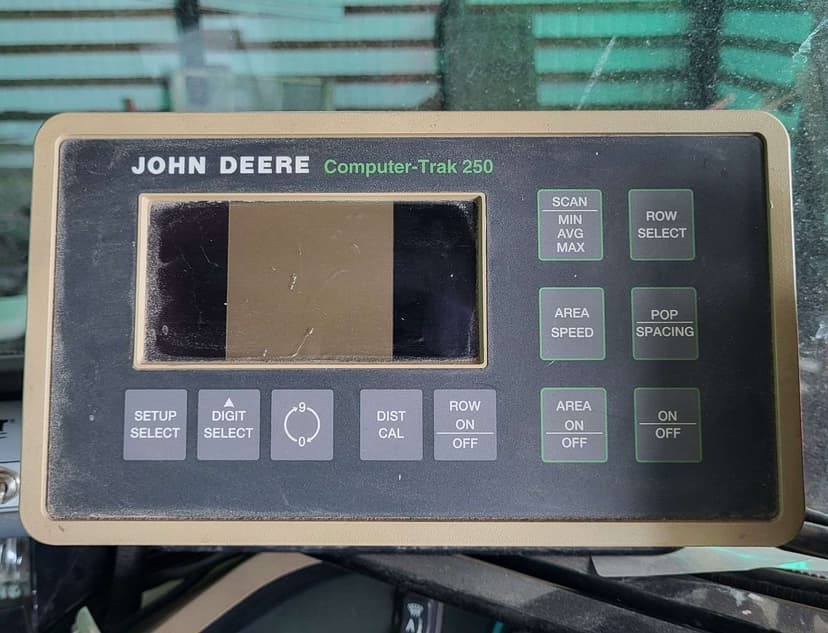 JOHN DEERE Computer-Trak 250
SCAN
MIN
AVG
MAX
ROW
SELECT
AREA
SPEED
POP
SPACING
SETUP
SELECT
DIGIT
SELECT
9
0
DIST
CAL
ROW
ON
OFF
AREA
ON
OFF
ON
OFF